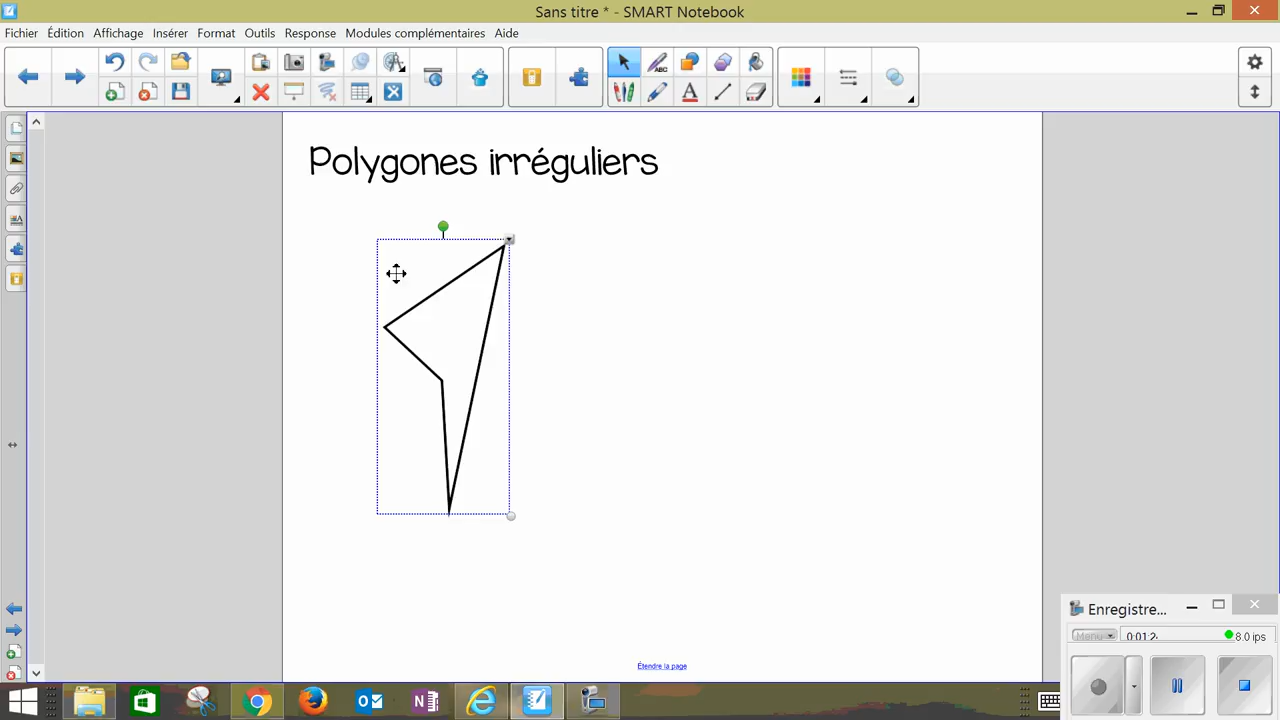 Sans titre * - SMART Notebook
Fichier Édition Affichage Insérer Format Outils Response Modules complémentaires Aide
Polygones irréguliers
Étendre la page
Enregistre...
Menu 8.0 ips